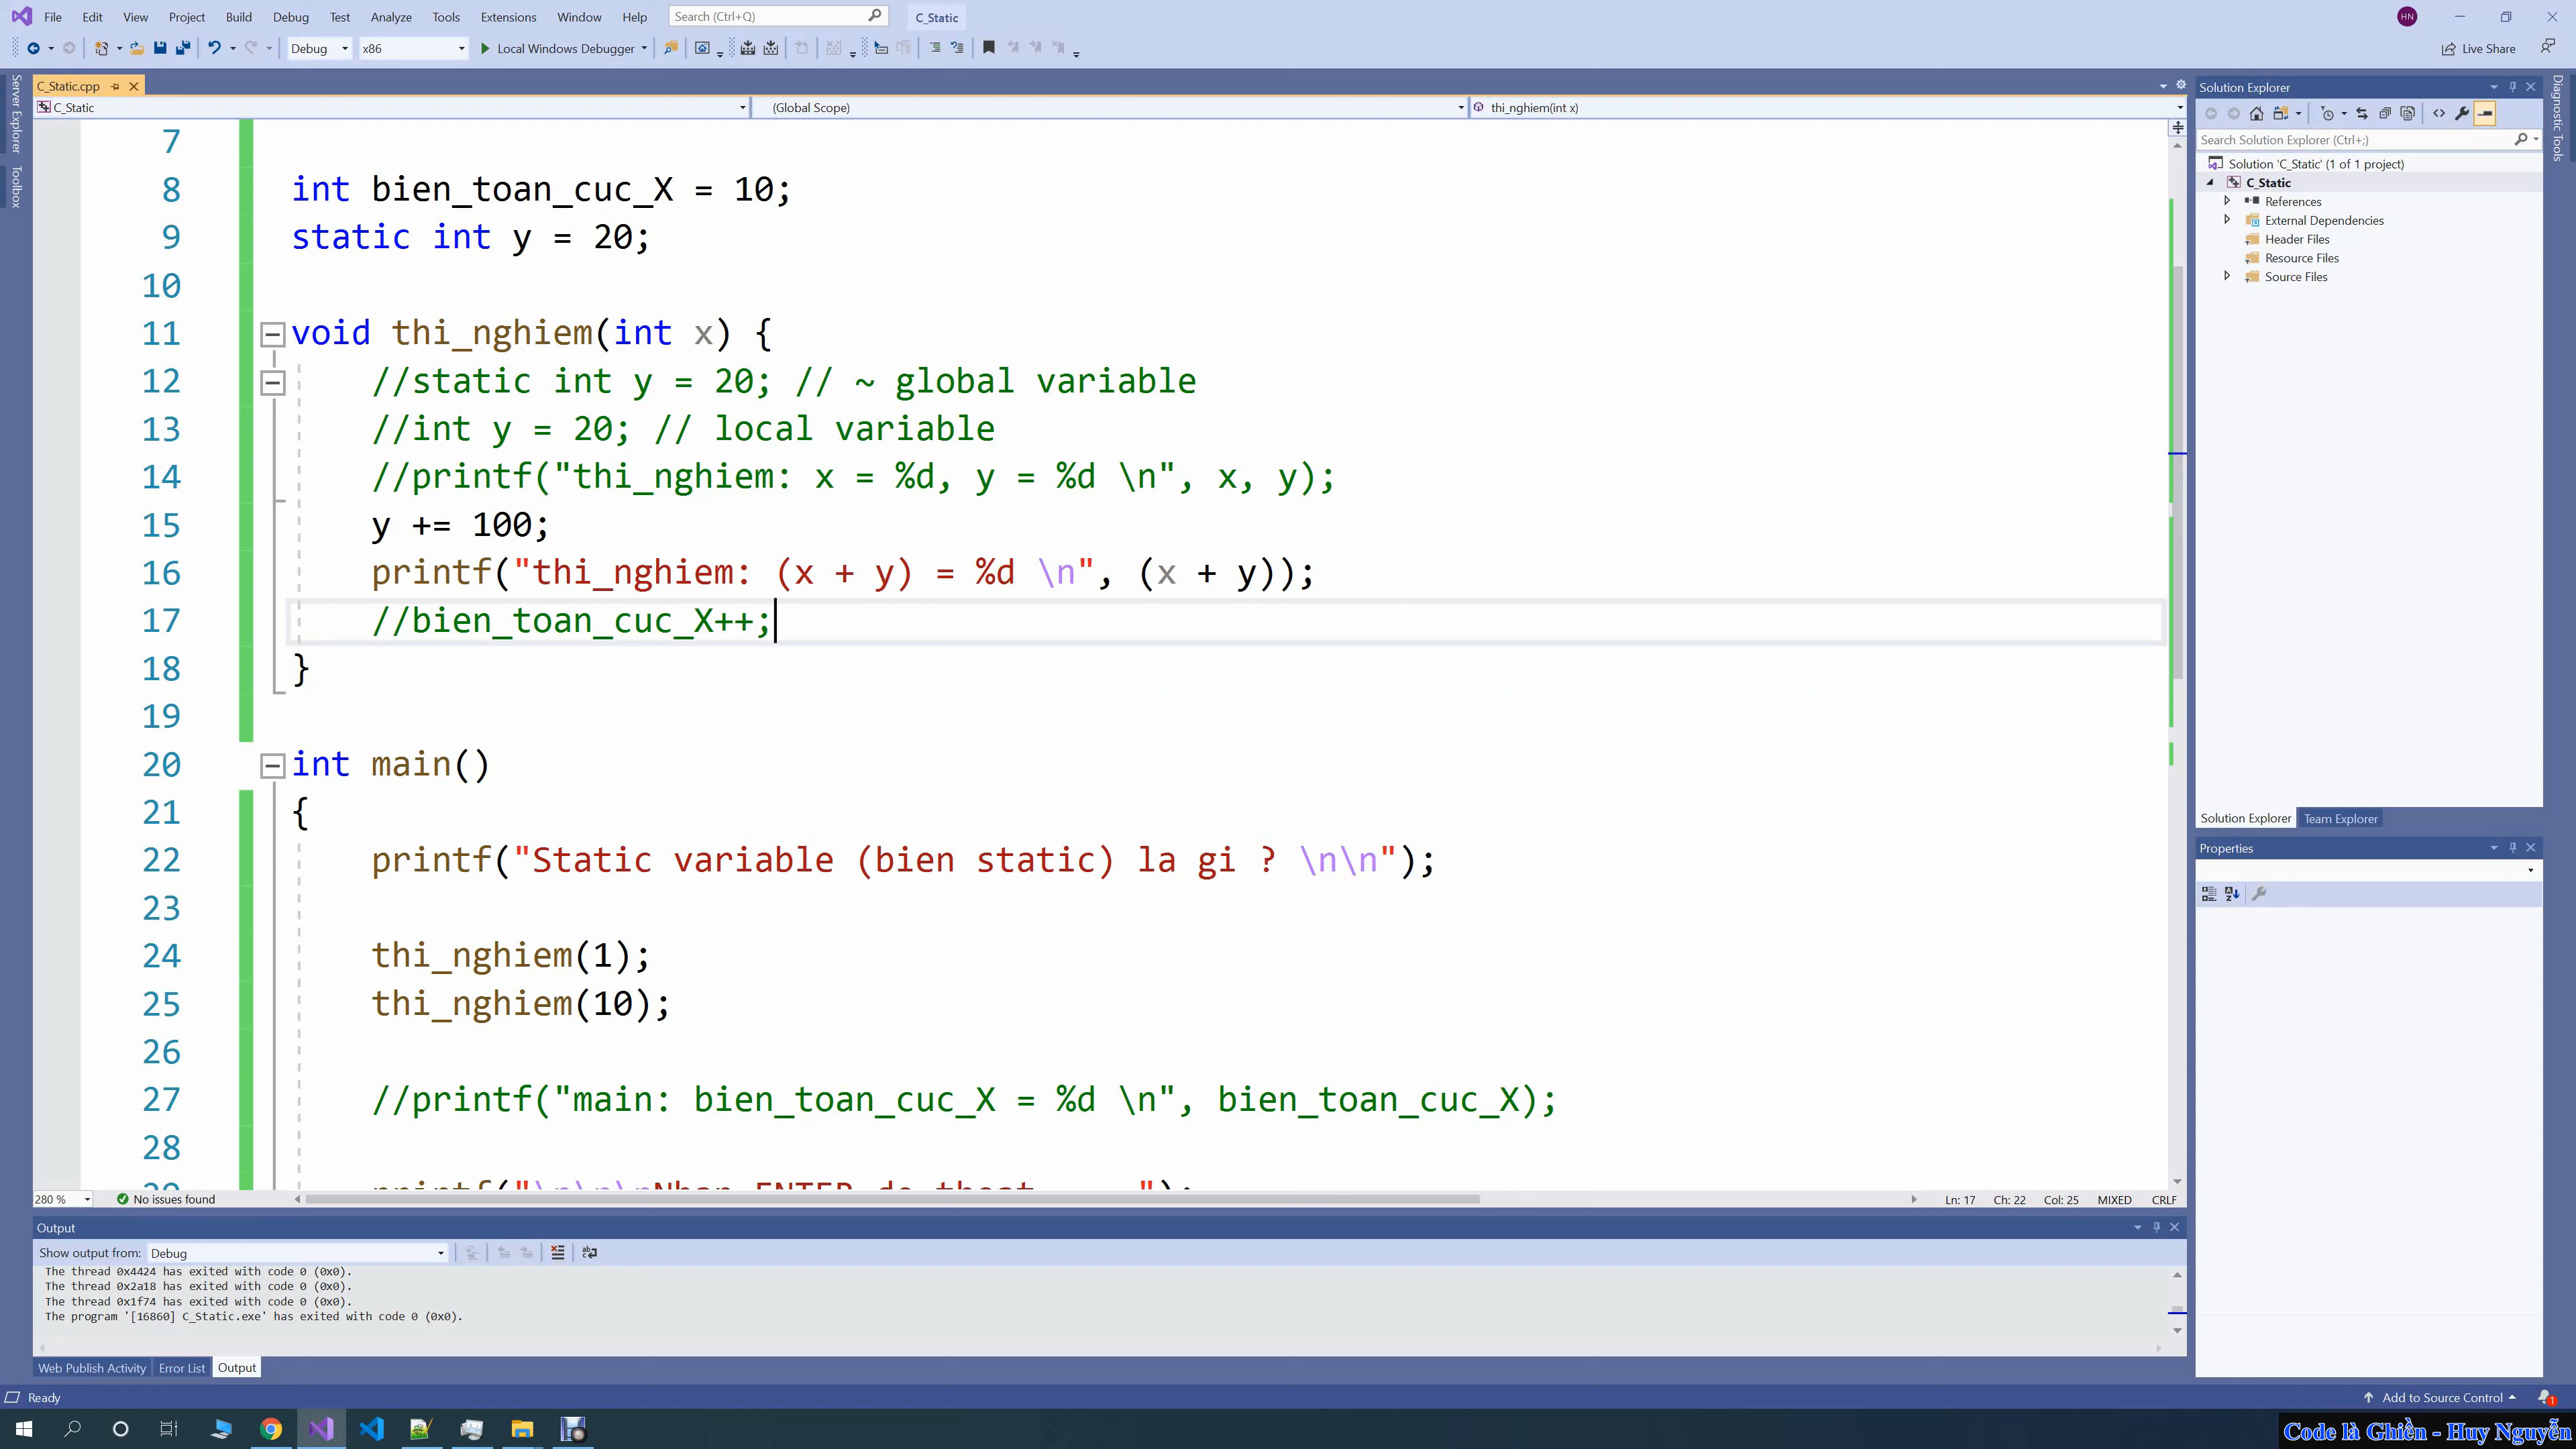 File Edit View Project Build Debug Test Analyze Tools Extensions Window Help Search (Ctrl+Q) C_Static HN
Debug x86 Local Windows Debugger Live Share
Server Explorer
Toolbox
C_Static.cpp
C_Static (Global Scope) thi_nghiem(int x)
7
8 int bien_toan_cuc_X = 10;
9 static int y = 20;
10
11 void thi_nghiem(int x) {
12 //static int y = 20; // ~ global variable
13 //int y = 20; // local variable
14 //printf("thi_nghiem: x = %d, y = %d \n", x, y);
15 y += 100;
16 printf("thi_nghiem: (x + y) = %d \n", (x + y));
17 //bien_toan_cuc_X++;
18 }
19
20 int main()
21 {
22 printf("Static variable (bien static) la gi ? \n\n");
23
24 thi_nghiem(1);
25 thi_nghiem(10);
26
27 //printf("main: bien_toan_cuc_X = %d \n", bien_toan_cuc_X);
28
280 % No issues found Ln: 17 Ch: 22 Col: 25 MIXED CRLF
Output
Show output from: Debug
The thread 0x4424 has exited with code 0 (0x0).
The thread 0x2a18 has exited with code 0 (0x0).
The thread 0x1f74 has exited with code 0 (0x0).
The program '[16860] C_Static.exe' has exited with code 0 (0x0).
Web Publish Activity Error List Output
Solution Explorer
Search Solution Explorer (Ctrl+;)
Solution 'C_Static' (1 of 1 project)
C_Static
References
External Dependencies
Header Files
Resource Files
Source Files
Solution Explorer Team Explorer
Properties
Diagnostic Tools
Ready Add to Source Control 1
Code là Ghiền - Huy Nguyễn